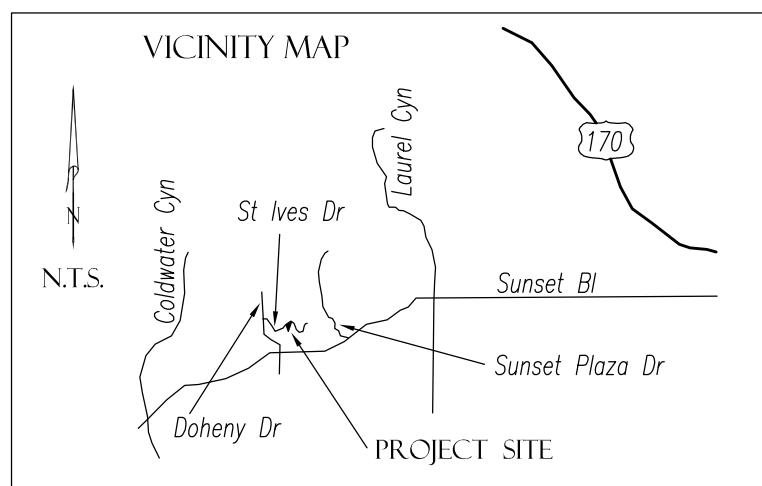 VICINITY MAP
170
Laurel Cyn
N
St Ives Dr
Coldwater Cyn
N.T.S.
Sunset Bl
Sunset Plaza Dr
Doheny Dr
PROJECT SITE